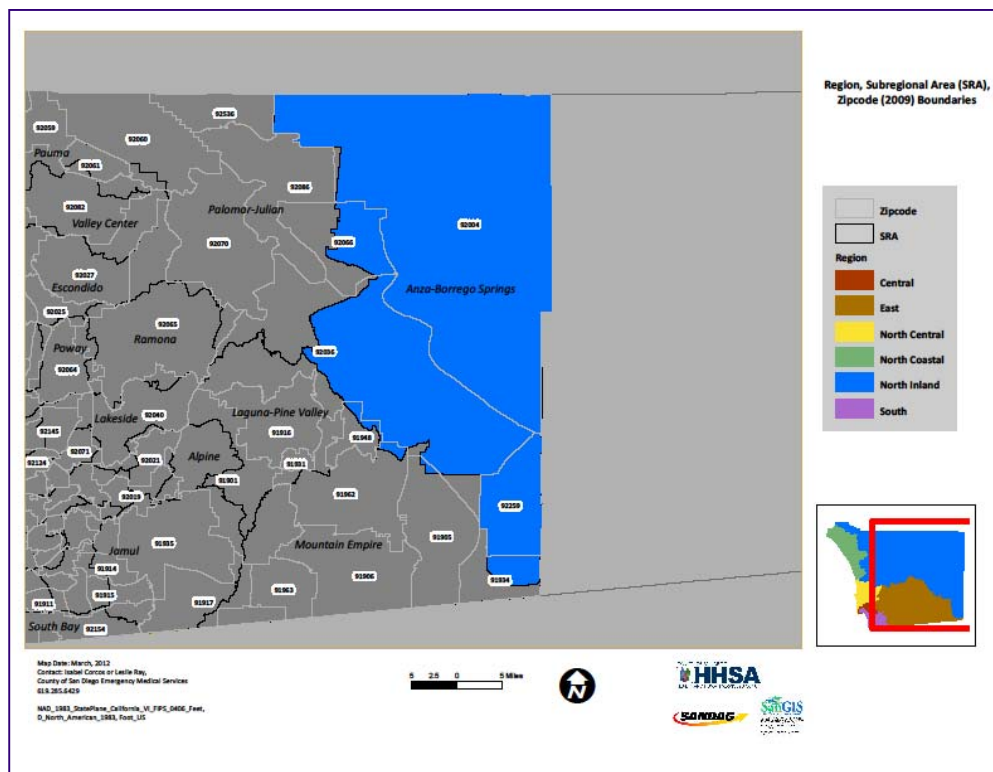 Region, Subregional Area (SRA),
Zipcode (2009) Boundaries
92536
92059
92060
Pauma
92061
92086
92082
Palomar-Julian
92004
Valley Center
92070
92066
92027
Escondido
Anza-Borrego Springs
92025
92065
Ramona
Poway
92036
92064
Laguna-Pine Valley
Lakeside
92040
92145
91916
91948
92071
92124
92021
Alpine
91931
91901
92019
91962
92259
91935
91905
Jamul
Mountain Empire
91914
91906
91934
91915
91963
91911
91917
South Bay
92154
Zipcode
SRA
Region
Central
East
North Central
North Coastal
North Inland
South
Map Date: March, 2012
Contact: Isabel Corcos or Leslie Ray,
County of San Diego Emergency Medical Services
619.285.6429
NAD_1983_StatePlane_California_VI_FIPS_0406_Feet,
D_North_American_1983, Foot_US
5 2.5 0 5 Miles
N
HHSA
SANDAG
SanGIS